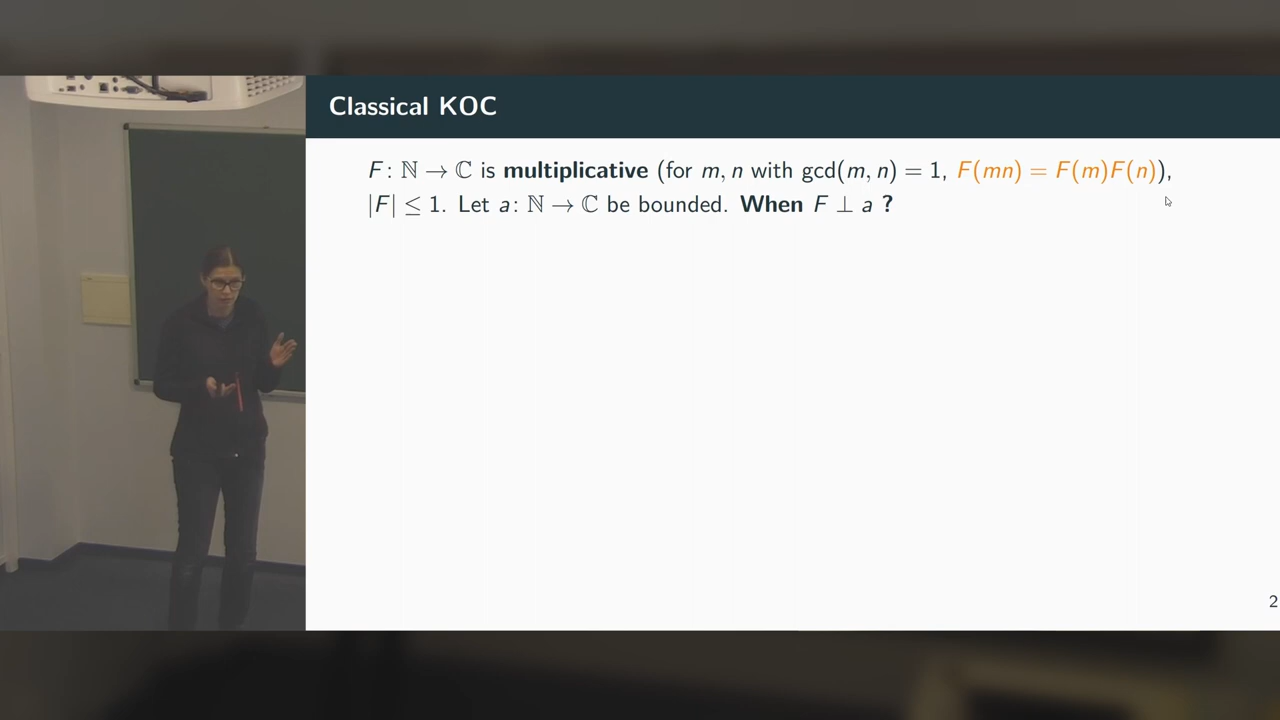 Classical KOC
F: ℕ → ℂ is multiplicative (for m, n with gcd(m, n) = 1, F(mn) = F(m)F(n)),
|F| ≤ 1. Let a: ℕ → ℂ be bounded. When F ⊥ a ?
2